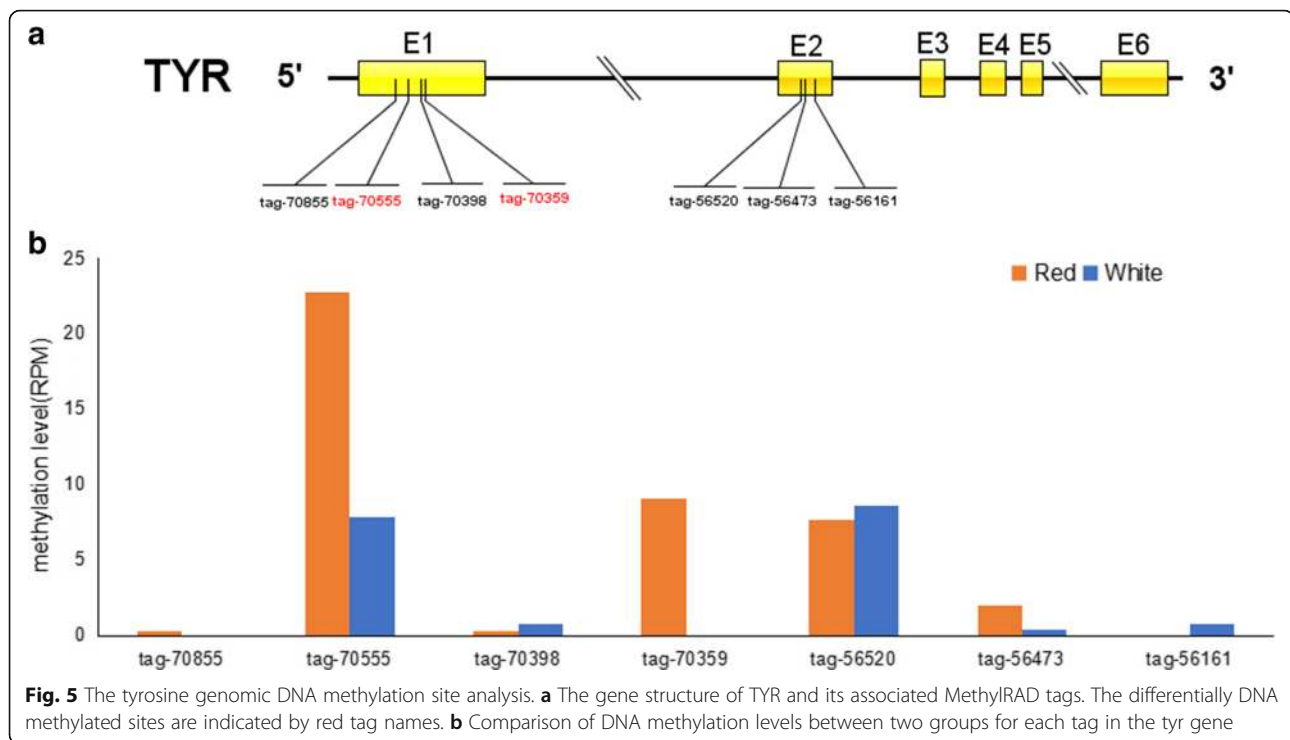 a
E1 E2 E3 E4 E5 E6
TYR 5' 3'
tag-70855 tag-70555 tag-70398 tag-70359 tag-56520 tag-56473 tag-56161
b
25
Red White
20
15
10
5
0
methylation level(RPM)
tag-70855 tag-70555 tag-70398 tag-70359 tag-56520 tag-56473 tag-56161
Fig. 5 The tyrosine genomic DNA methylation site analysis. a The gene structure of TYR and its associated MethylRAD tags. The differentially DNA
methylated sites are indicated by red tag names. b Comparison of DNA methylation levels between two groups for each tag in the tyr gene